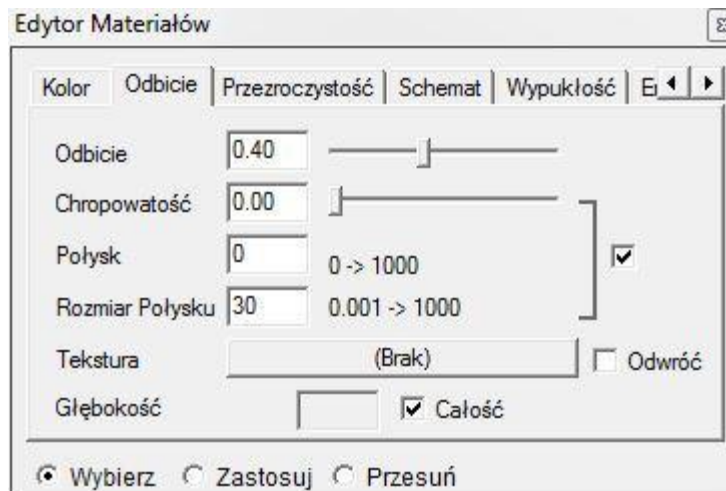 Edytor Materiałów
Kolor Odbicie Przezroczystość Schemat Wypukłość
Odbicie 0.40
Chropowatość 0.00
Połysk 0 0 -> 1000
Rozmiar Połysku 30 0.001 -> 1000
Tekstura (Brak) Odwróć
Głębokość Całość
Wybierz Zastosuj Przesuń